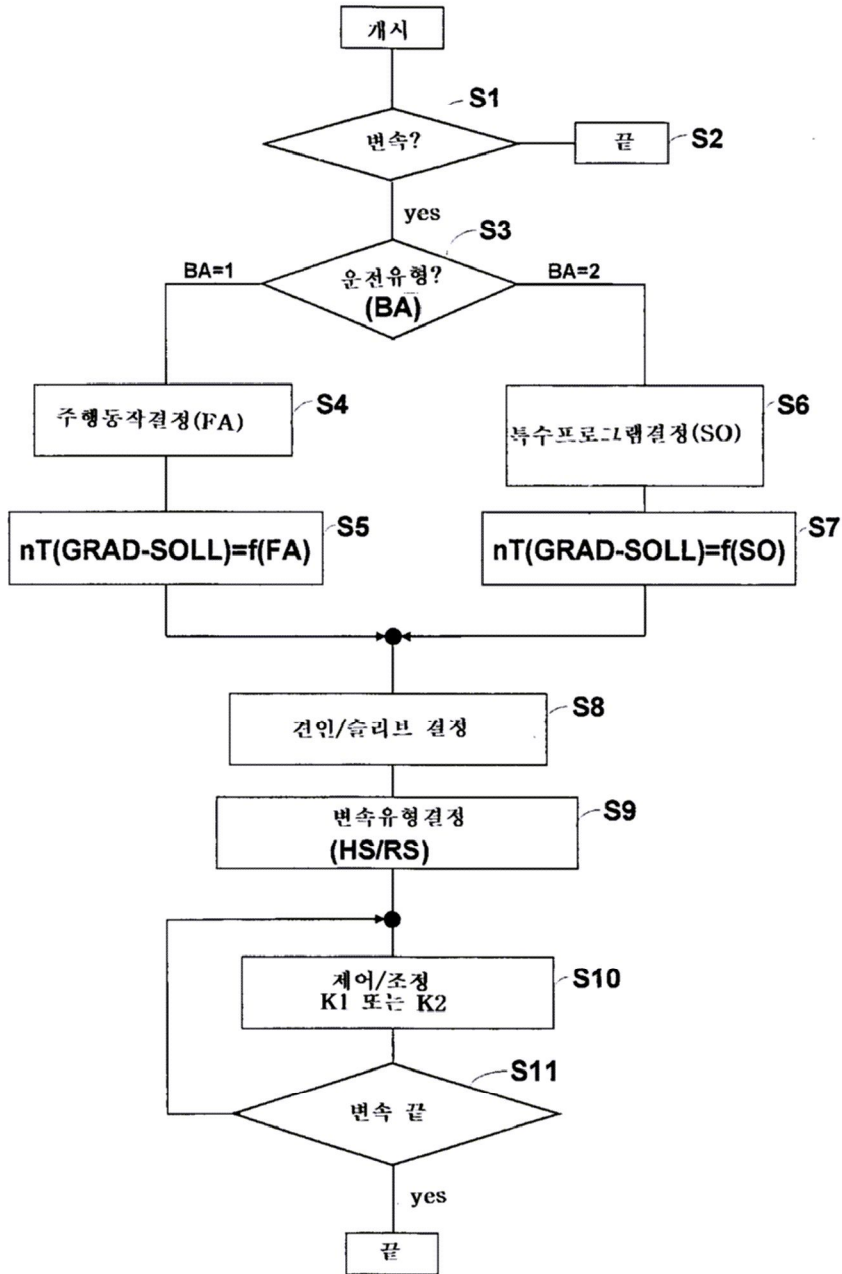 개시
S1
변속?
끝
S2
yes
S3
BA=1
운전유형?
(BA)
BA=2
주행동작결정(FA)
S4
특수프로그램결정(SO)
S6
nT(GRAD-SOLL)=f(FA)
S5
nT(GRAD-SOLL)=f(SO)
S7
견인/슬리브 결정
S8
변속유형결정
(HS/RS)
S9
제어/조정
K1 또는 K2
S10
S11
변속 끝
yes
끝